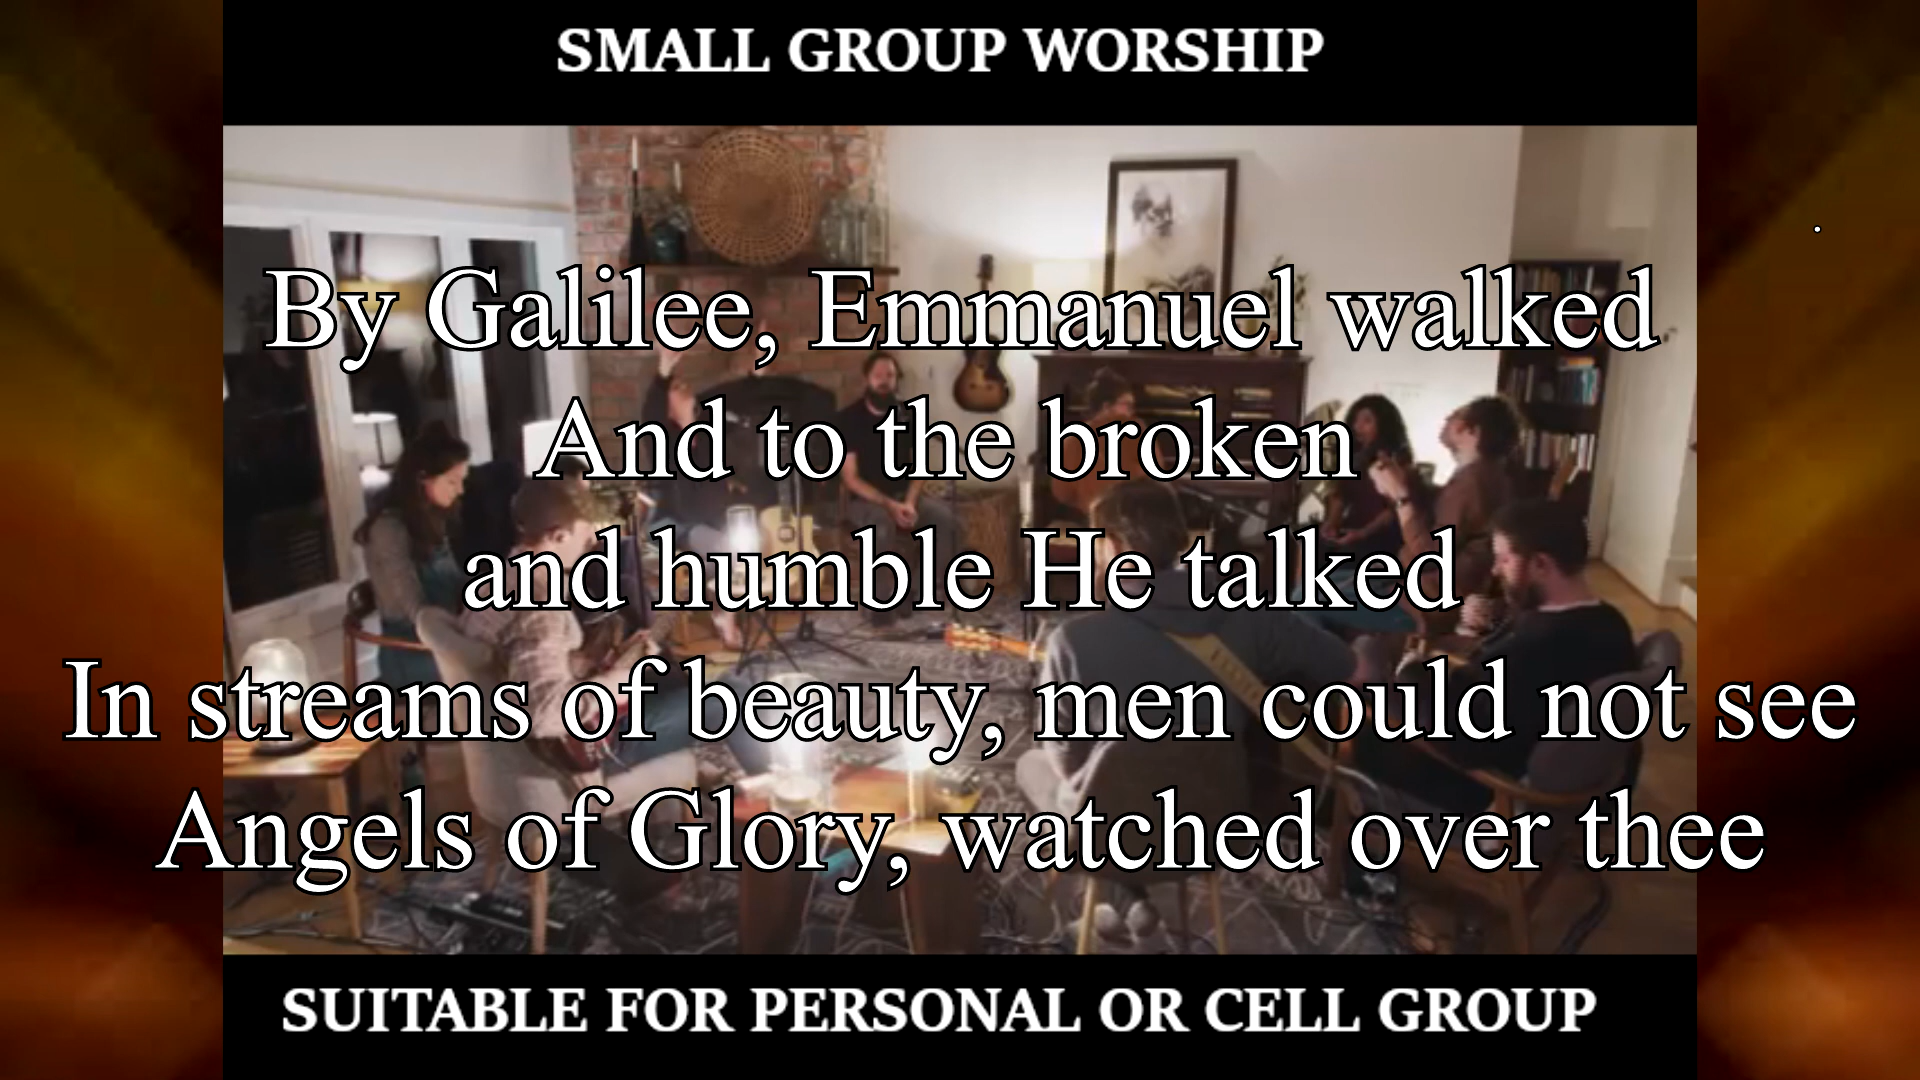 SMALL GROUP WORSHIP
By Galilee, Emmanuel walked
And to the broken
and humble He talked
In streams of beauty, men could not see
Angels of Glory, watched over thee
SUITABLE FOR PERSONAL OR CELL GROUP